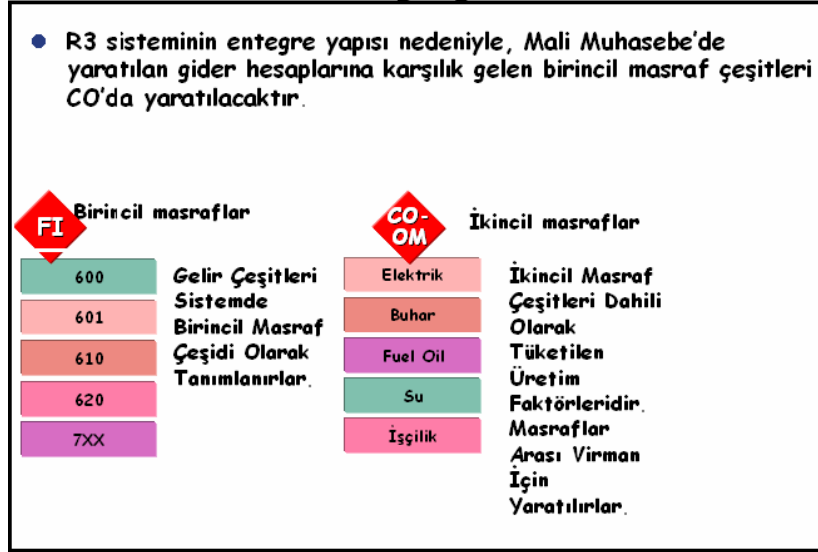 R3 sisteminin entegre yapısı nedeniyle, Mali Muhasebe'de
yaratılan gider hesaplarına karşılık gelen birincil masraf çeşitleri
CO'da yaratılacaktır.
FI
Birincil masraflar
600
601
610
620
7XX
Gelir Çeşitleri
Sistemde
Birincil Masraf
Çeşidi Olarak
Tanımlanırlar.
CO-
OM
İkincil masraflar
Elektrik
Buhar
Fuel Oil
Su
İşçilik
İkincil Masraf
Çeşitleri Dahili
Olarak
Tüketilen
Üretim
Faktörleridir.
Masraflar
Arası Virman
İçin
Yaratılırlar.